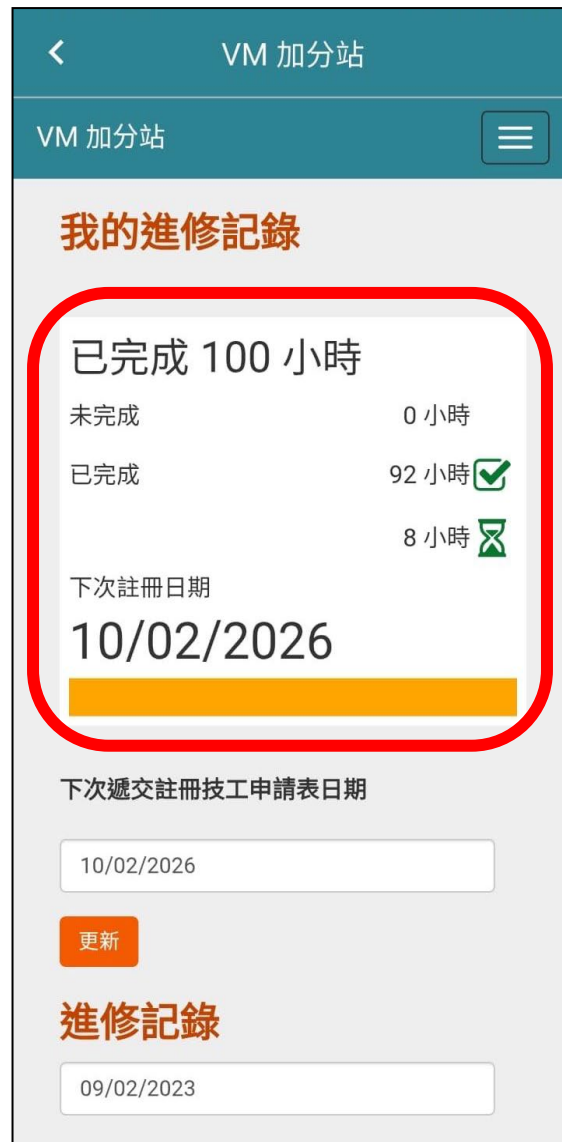 VM 加分站
VM 加分站
我的進修記錄
已完成 100 小時
未完成 0 小時
已完成 92 小時
8 小時
下次註冊日期
10/02/2026
下次遞交註冊技工申請表日期
10/02/2026
更新
進修記錄
09/02/2023